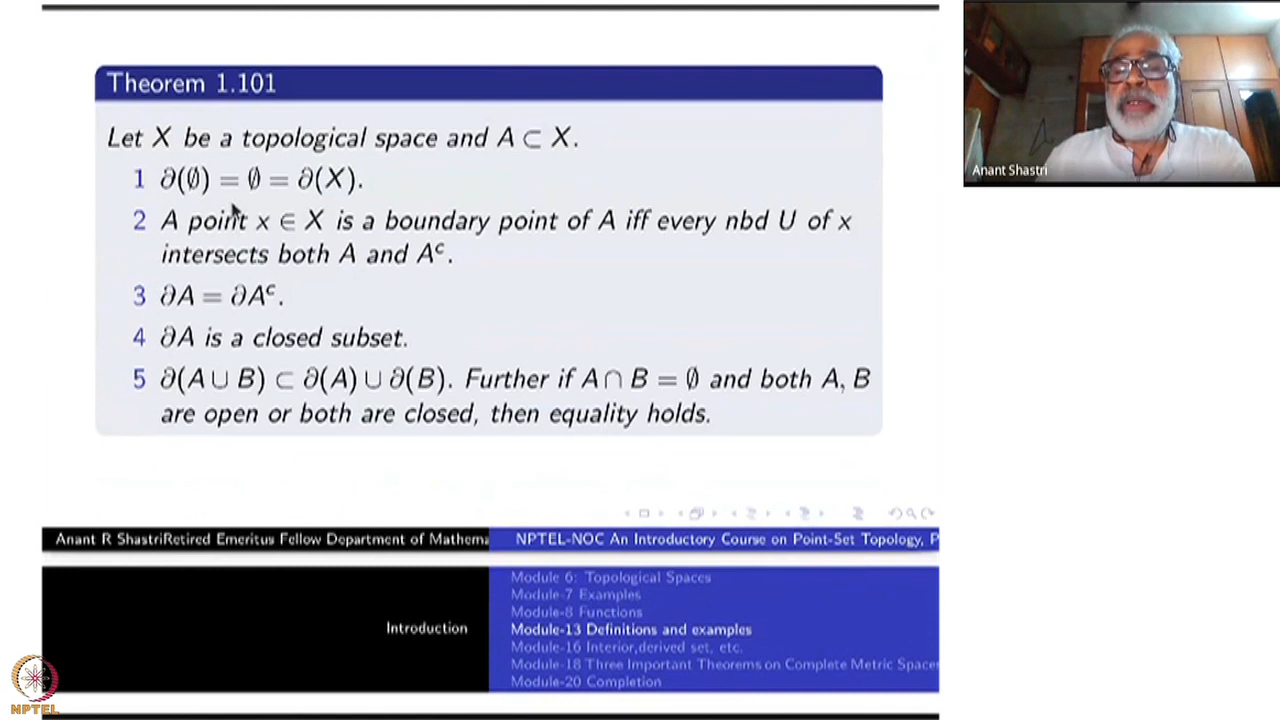 Theorem 1.101
Anant Shastri
Let X be a topological space and A ⊂ X.
1 ∂(∅) = ∅ = ∂(X).
2 A point x ∈ X is a boundary point of A iff every nbd U of x
intersects both A and Aᶜ.
3 ∂A = ∂Aᶜ.
4 ∂A is a closed subset.
5 ∂(A ∪ B) ⊂ ∂(A) ∪ ∂(B). Further if A ∩ B = ∅ and both A, B
are open or both are closed, then equality holds.
Anant R ShastriRetired Emeritus Fellow Department of Mathema
NPTEL-NOC An Introductory Course on Point-Set Topology, P
Module 6: Topological Spaces
Module-7 Examples
Module-8 Functions
Introduction
Module-13 Definitions and examples
Module-16 Interior,derived set, etc.
Module-18 Three Important Theorems on Complete Metric Spaces
Module-20 Completion
NPTEL